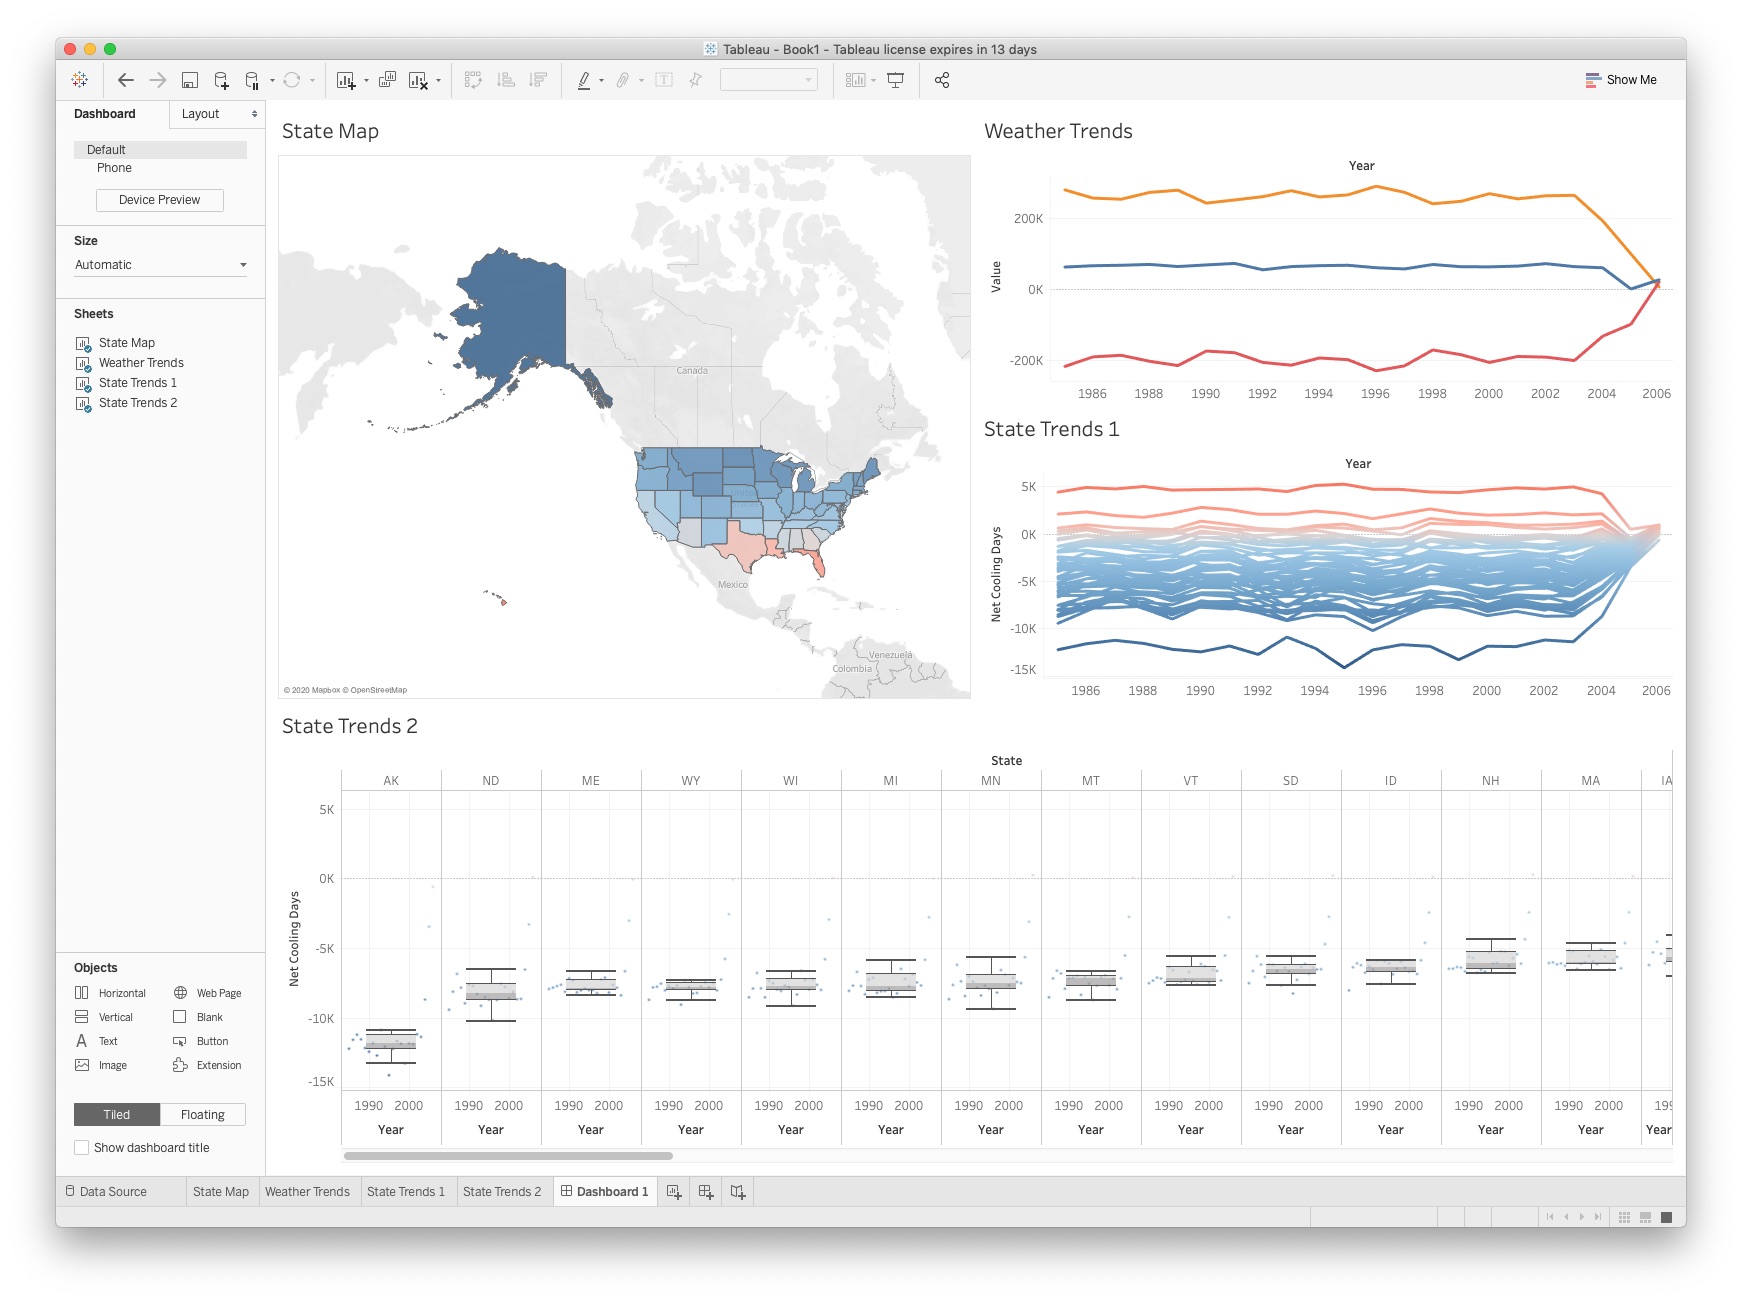 Tableau - Book1 - Tableau license expires in 13 days
Show Me
Dashboard
Layout
Default
Phone
Device Preview
Size
Automatic
Sheets
State Map
Weather Trends
State Trends 1
State Trends 2
Objects
Horizontal
Web Page
Vertical
Blank
Text
Button
Image
Extension
Tiled
Floating
Show dashboard title
State Map
Canada
United
Mexico
Venezuela
Colombia
© 2020 Mapbox © OpenStreetMap
Weather Trends
Year
Value
200K
0K
-200K
1986 1988 1990 1992 1994 1996 1998 2000 2002 2004 2006
State Trends 1
Year
Net Cooling Days
5K
0K
-5K
-10K
-15K
1986 1988 1990 1992 1994 1996 1998 2000 2002 2004 2006
State Trends 2
State
AK ND ME WY WI MI MN MT VT SD ID NH MA IA
Net Cooling Days
5K
0K
-5K
-10K
-15K
1990 2000 1990 2000 1990 2000 1990 2000 1990 2000 1990 2000 1990 2000 1990 2000 1990 2000 1990 2000 1990 2000 1990 2000 1990 2000 199
Year Year Year Year Year Year Year Year Year Year Year Year Year Year
Data Source
State Map
Weather Trends
State Trends 1
State Trends 2
Dashboard 1